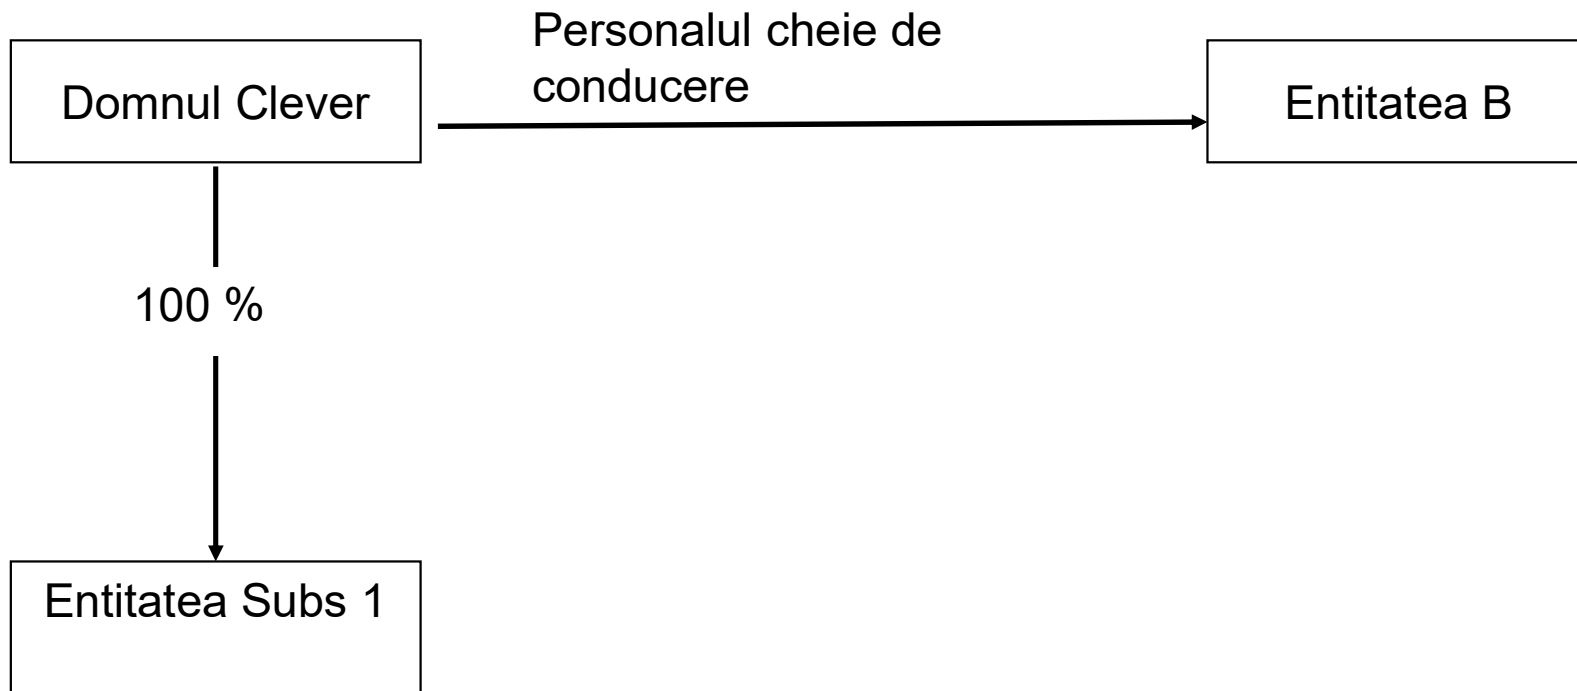 Personalul cheie de
conducere
Domnul Clever
Entitatea B
100 %
Entitatea Subs 1